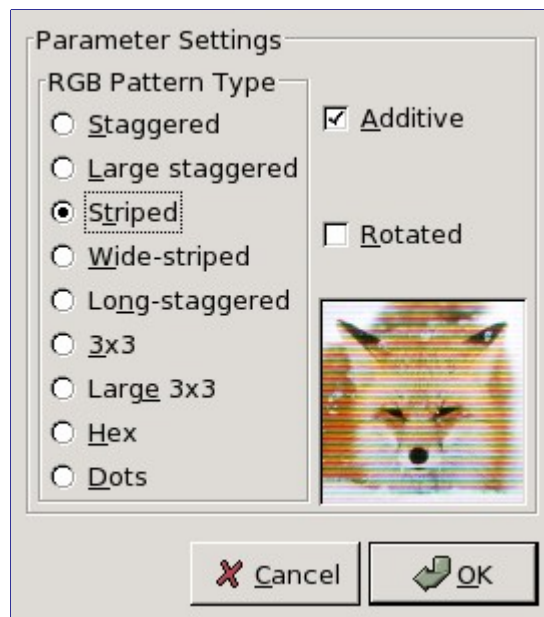 Parameter Settings
RGB Pattern Type
Staggered
Large staggered
Striped
Wide-striped
Long-staggered
3x3
Large 3x3
Hex
Dots
Additive
Rotated
Cancel
OK